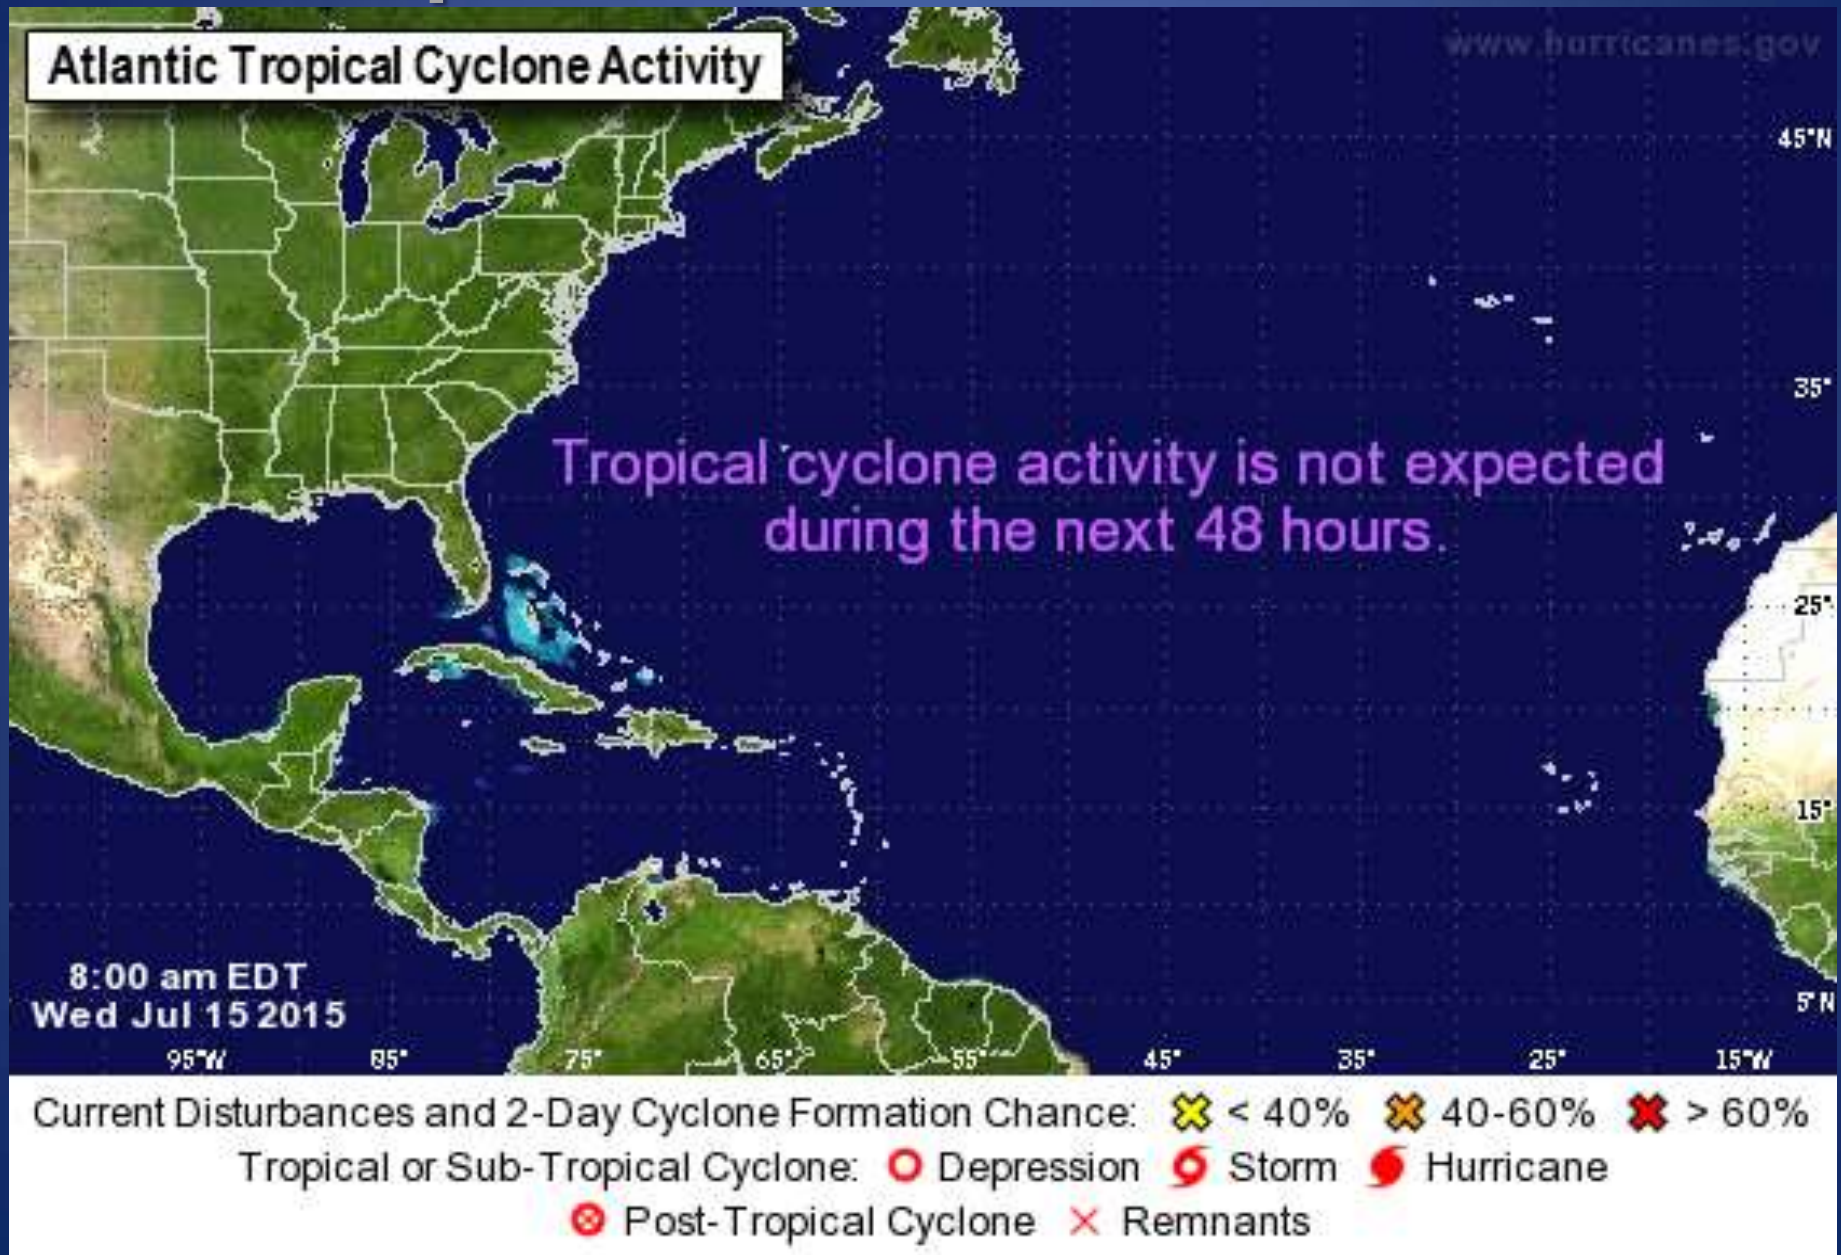 Atlantic Tropical Cyclone Activity
www.hurricanes.gov
45°N
35°
Tropical cyclone activity is not expected
during the next 48 hours.
25°
15°
8:00 am EDT
Wed Jul 15 2015
5°N
95°W 85° 75° 65° 55° 45° 35° 25° 15°W
Current Disturbances and 2-Day Cyclone Formation Chance: < 40% 40-60% > 60%
Tropical or Sub-Tropical Cyclone: Depression Storm Hurricane
Post-Tropical Cyclone Remnants